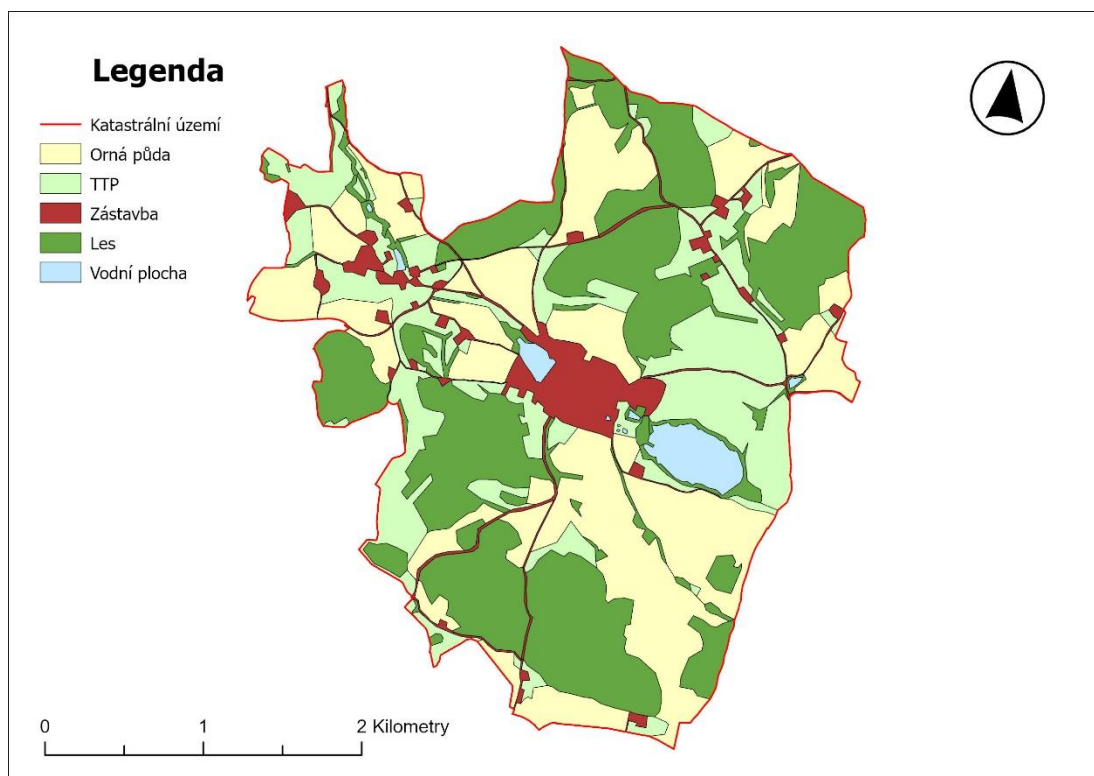 Legenda
Katastrální území
Orná půda
TTP
Zástavba
Les
Vodní plocha
0 1 2 Kilometry